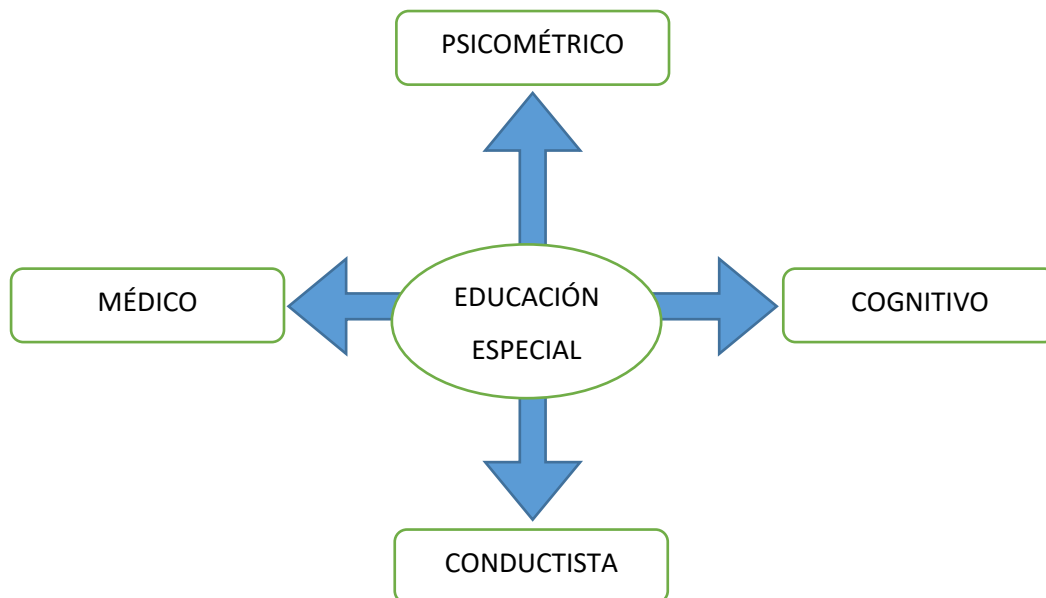 PSICOMÉTRICO
MÉDICO
EDUCACIÓN
ESPECIAL
COGNITIVO
CONDUCTISTA